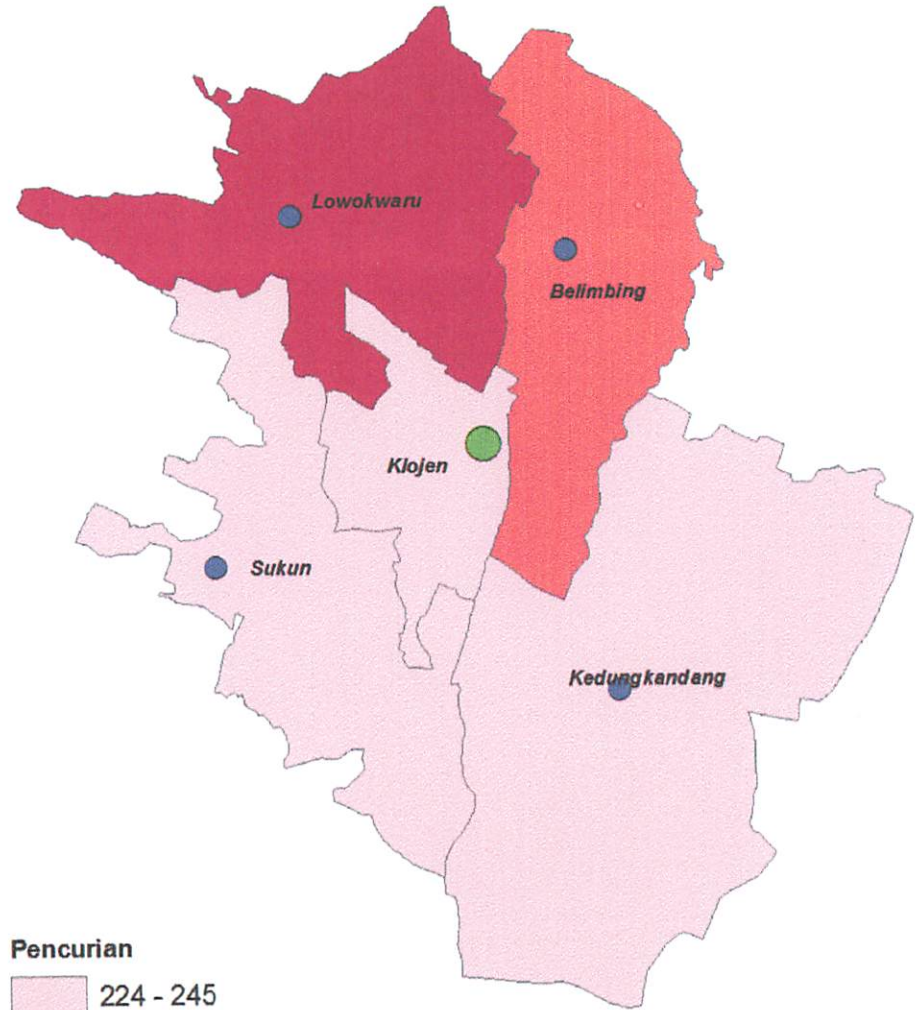 Lowokwaru
Belimbing
Klojen
Sukun
Kedungkandang
Pencurian
224 - 245